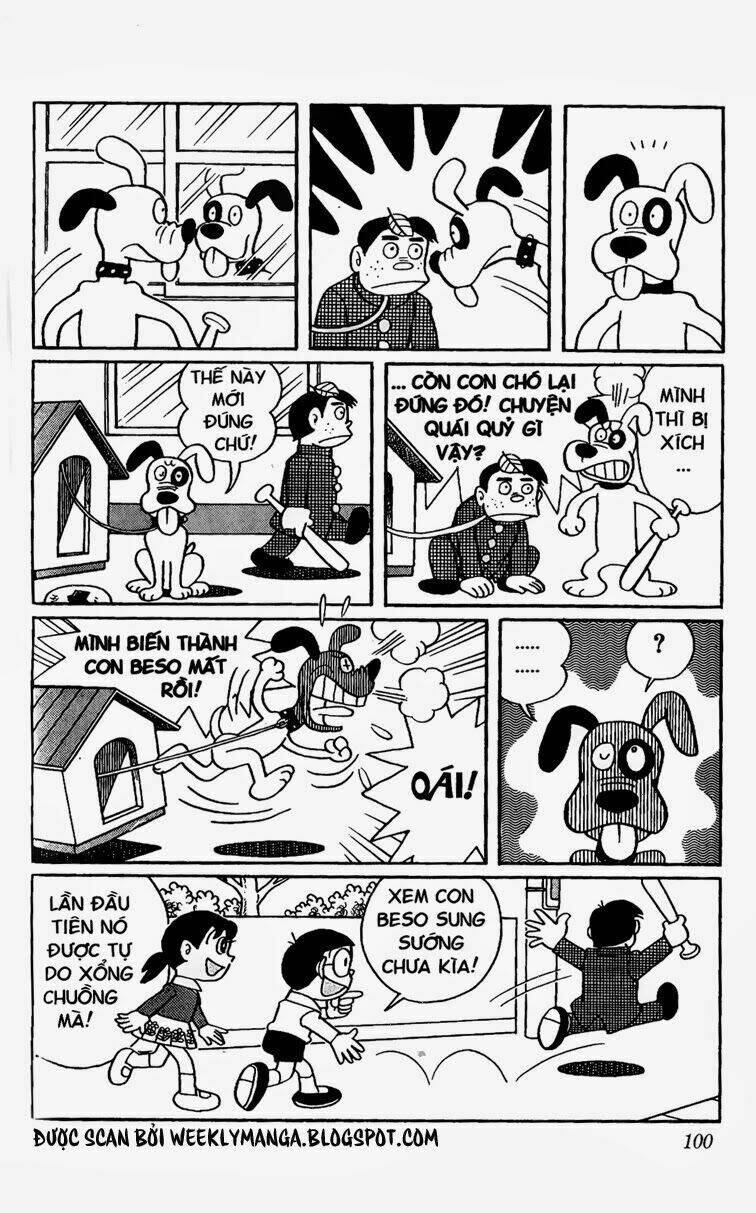 MÌNH
THÌ BỊ
XÍCH
...
... CÒN CON CHÓ LẠI
ĐỨNG ĐÓ! CHUYỆN
QUÁI QUỶ GÌ
VẬY?
THẾ NÀY
MỚI
ĐÚNG
CHỨ!
?
......
......
QÁI!
MÌNH BIẾN THÀNH
CON BESO MẤT
RỒI!
XEM CON
BESO SUNG
SƯỚNG
CHƯA KÌA!
LẦN ĐẦU
TIÊN NÓ
ĐƯỢC TỰ
DO XỔNG
CHUỒNG
MÀ!
ĐƯỢC SCAN BỞI WEEKLYMANGA.BLOGSPOT.COM
100